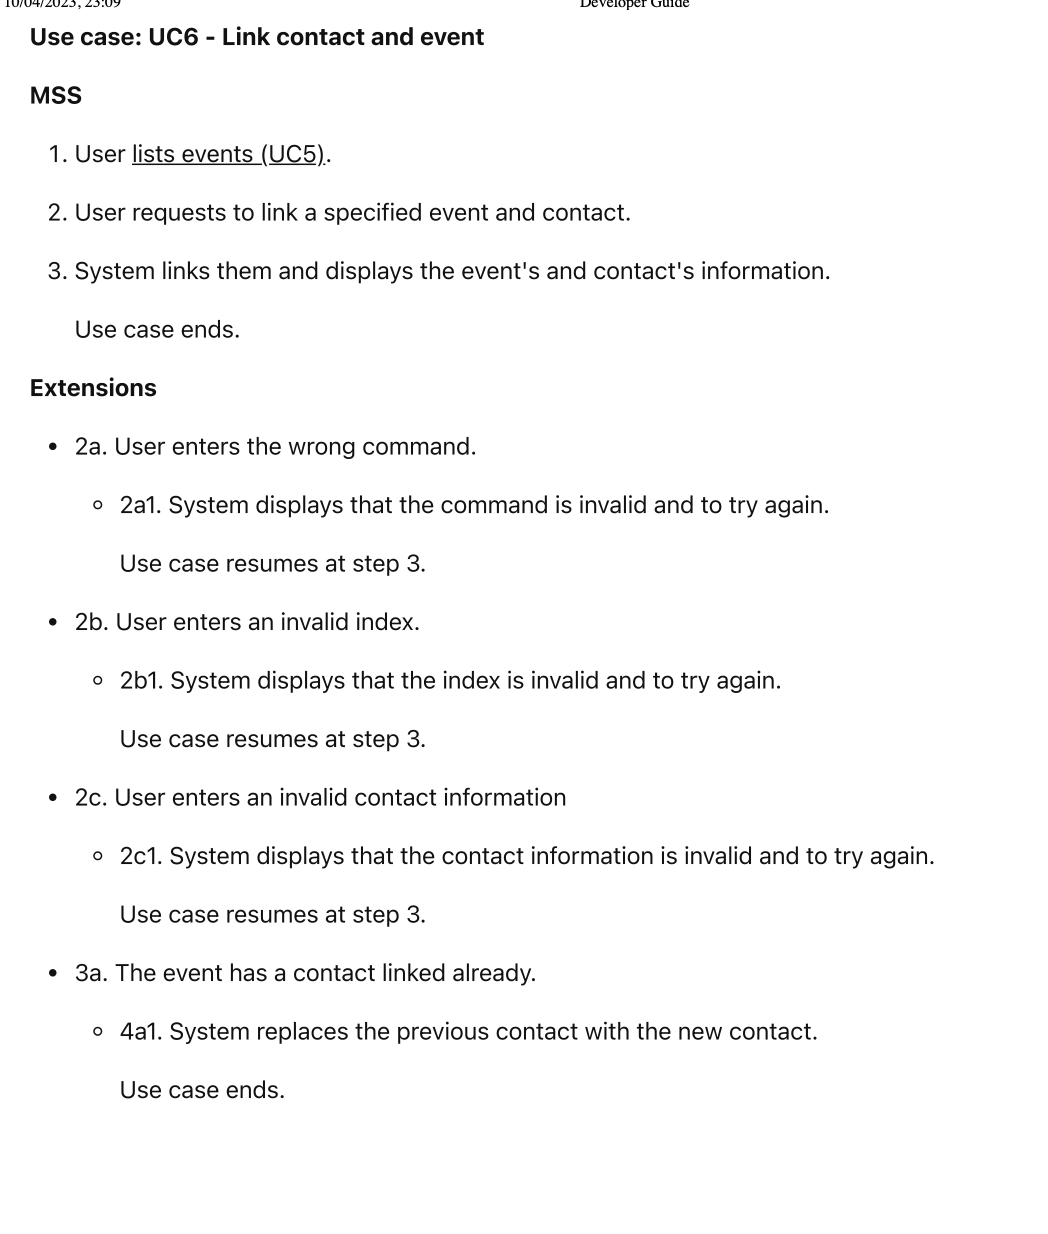 10/04/2023, 23:09 Developer Guide
Use case: UC6 - Link contact and event
MSS
1. User lists events (UC5).
2. User requests to link a specified event and contact.
3. System links them and displays the event's and contact's information.
Use case ends.
Extensions
• 2a. User enters the wrong command.
◦ 2a1. System displays that the command is invalid and to try again.
Use case resumes at step 3.
• 2b. User enters an invalid index.
◦ 2b1. System displays that the index is invalid and to try again.
Use case resumes at step 3.
• 2c. User enters an invalid contact information
◦ 2c1. System displays that the contact information is invalid and to try again.
Use case resumes at step 3.
• 3a. The event has a contact linked already.
◦ 4a1. System replaces the previous contact with the new contact.
Use case ends.